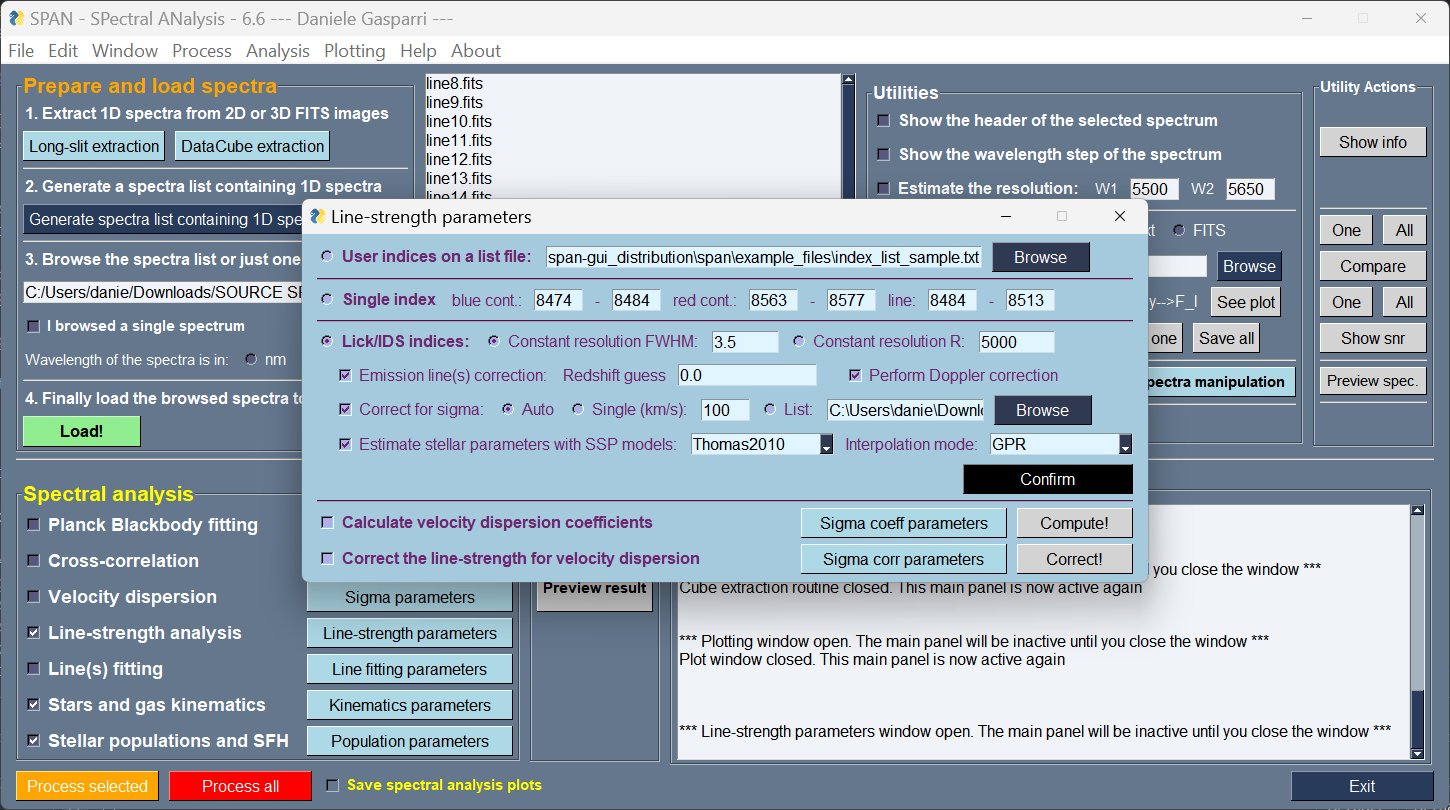 SPAN - SPectral ANalysis - 6.6 --- Daniele Gasparri ---
File Edit Window Process Analysis Plotting Help About
Prepare and load spectra
1. Extract 1D spectra from 2D or 3D FITS images
Long-slit extraction DataCube extraction
2. Generate a spectra list containing 1D spectra
Generate spectra list containing 1D spe
3. Browse the spectra list or just one
C:/Users/danie/Downloads/SOURCE SP
I browsed a single spectrum
Wavelength of the spectra is in: nm
4. Finally load the browsed spectra to
Load!
line8.fits
line9.fits
line10.fits
line11.fits
line12.fits
line13.fits
line14.fits
Utilities
Show the header of the selected spectrum
Show the wavelength step of the spectrum
Estimate the resolution: W1 5500 W2 5650
xt FITS
Browse
y-->F_l See plot
one Save all
pectra manipulation
Utility Actions
Show info
One All
Compare
One All
Show snr
Preview spec.
Line-strength parameters
User indices on a list file: span-gui_distribution\span\example_files\index_list_sample.txt Browse
Single index blue cont.: 8474 - 8484 red cont.: 8563 - 8577 line: 8484 - 8513
Lick/IDS indices: Constant resolution FWHM: 3.5 Constant resolution R: 5000
Emission line(s) correction: Redshift guess 0.0 Perform Doppler correction
Correct for sigma: Auto Single (km/s): 100 List: C:\Users\danie\Downl Browse
Estimate stellar parameters with SSP models: Thomas2010 Interpolation mode: GPR
Confirm
Calculate velocity dispersion coefficients Sigma coeff parameters Compute!
Correct the line-strength for velocity dispersion Sigma corr parameters Correct!
Spectral analysis
Planck Blackbody fitting
Cross-correlation
Velocity dispersion Sigma parameters
Line-strength analysis Line-strength parameters
Line(s) fitting Line fitting parameters
Stars and gas kinematics Kinematics parameters
Stellar populations and SFH Population parameters
Preview result
you close the window ***
Cube extraction routine closed. This main panel is now active again
*** Plotting window open. The main panel will be inactive until you close the window ***
Plot window closed. This main panel is now active again
*** Line-strength parameters window open. The main panel will be inactive until you close the window ***
Process selected Process all Save spectral analysis plots Exit